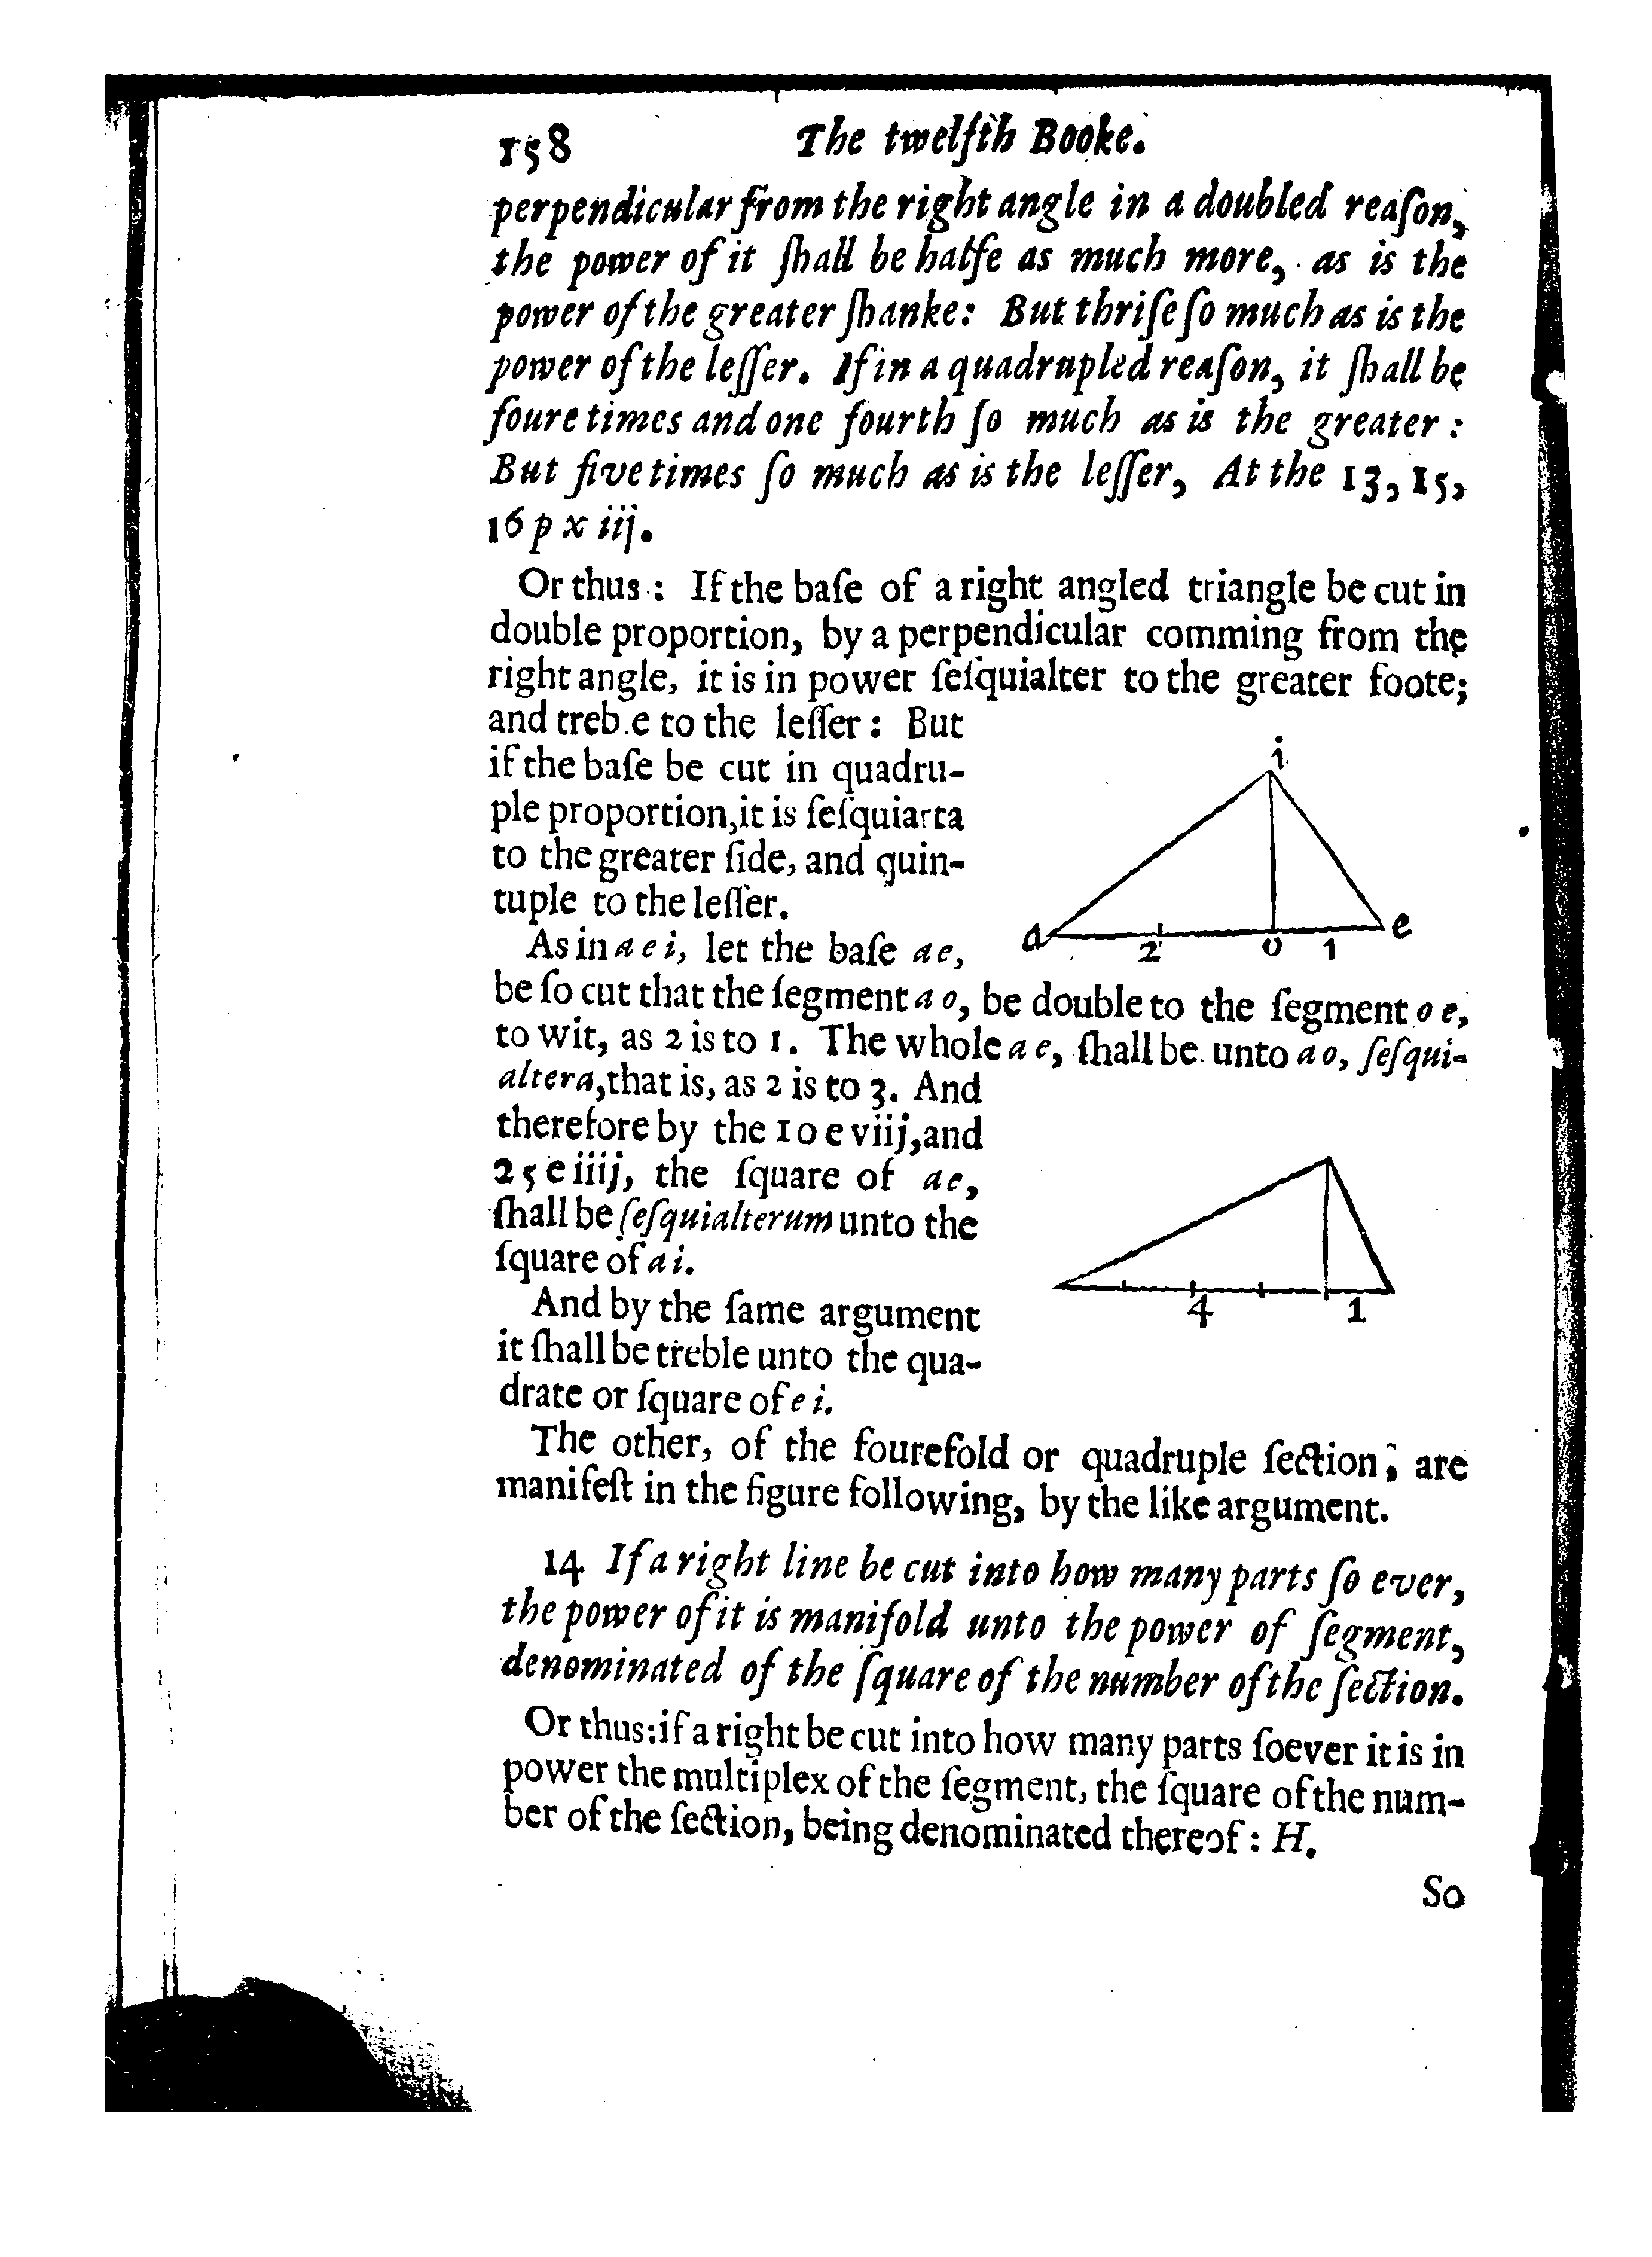 158 The twelfth Booke.
perpendicular from the right angle in a doubled reaſon,
the power of it ſhall be halfe as much more, as is the
power of the greater ſhanke: But thriſe ſo much as is the
power of the leſſer. If in a quadrupled reaſon, it ſhall be
foure times and one fourth ſo much as is the greater:
But five times ſo much as is the leſſer, At the 13, 15,
16 p x iij.
Or thus: If the baſe of a right angled triangle be cut in
double proportion, by a perpendicular comming from the
right angle, it is in power ſeſquialter to the greater foote;
and treb e to the leſſer: But
if the baſe be cut in quadru-
ple proportion, it is ſeſquiarta
to the greater ſide, and quin-
tuple to the leſſer.
i
a 2 o 1 e
As in a e i, let the baſe ae,
be ſo cut that the ſegment a o, be double to the ſegment o e,
to wit, as 2 is to 1. The whole a e, ſhall be unto a o, ſeſqui-
altera, that is, as 2 is to 3. And
therefore by the 10 e viij, and
25 e iiij, the ſquare of ae,
ſhall be ſeſquialterum unto the
ſquare of a i.
4 1
And by the ſame argument
it ſhall be treble unto the qua-
drate or ſquare of e i.
The other, of the fourefold or quadruple ſection; are
manifeſt in the figure following, by the like argument.
14 If a right line be cut into how many parts ſo ever,
the power of it is manifold unto the power of ſegment,
denominated of the ſquare of the number of the ſection.
Or thus: if a right be cut into how many parts ſoever it is in
power the multiplex of the ſegment, the ſquare of the num-
ber of the ſection, being denominated thereof: H.
So